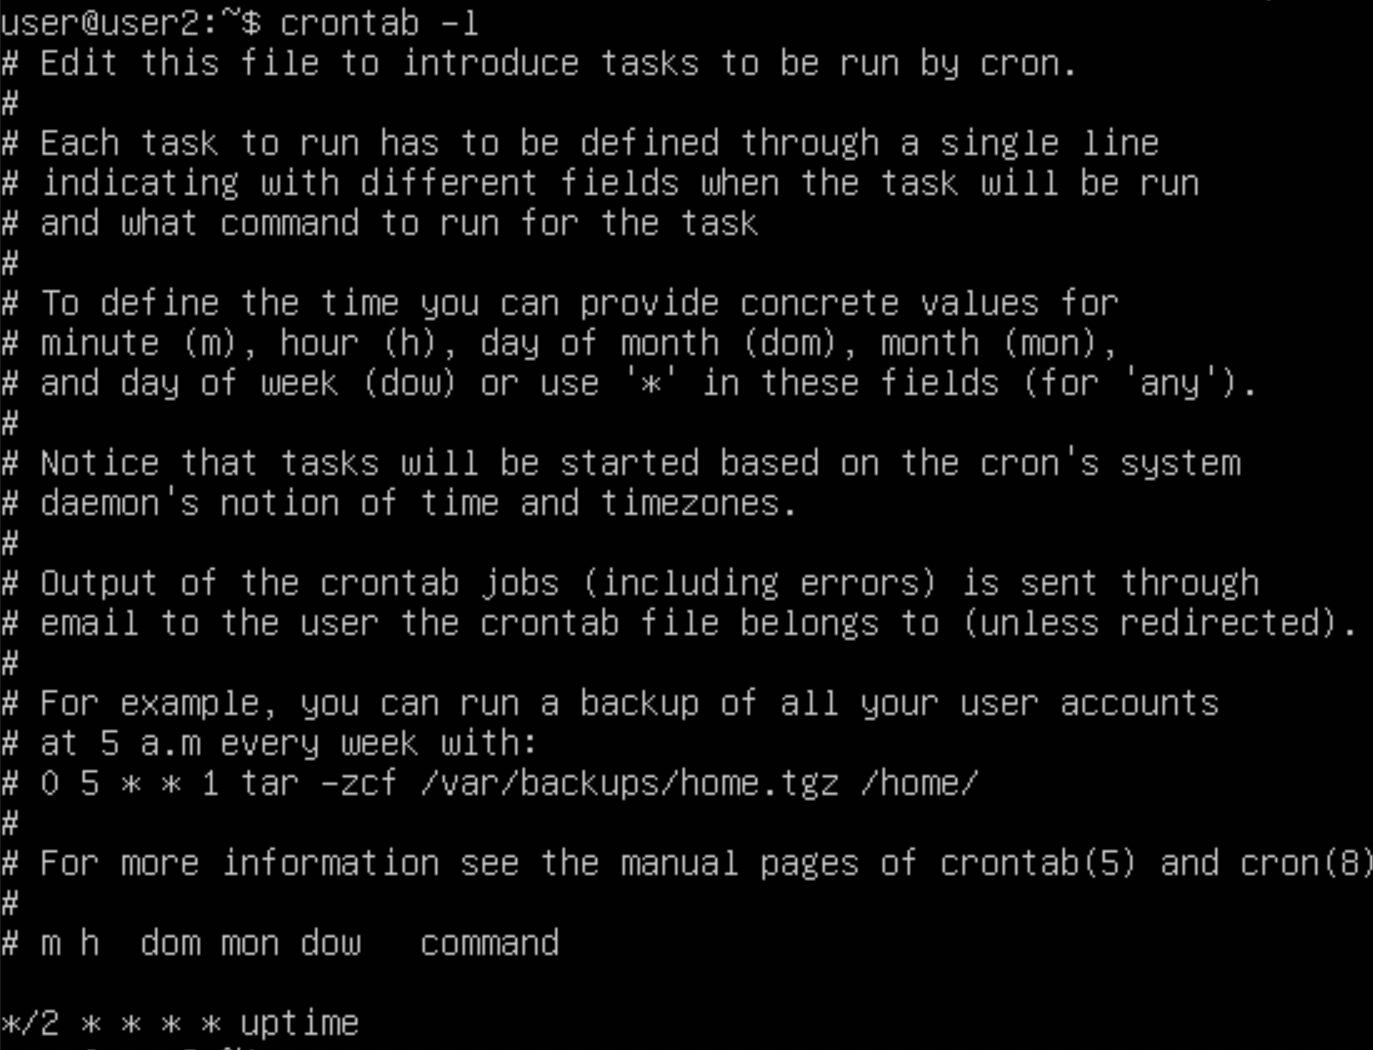 user@user2:~$ crontab -l
# Edit this file to introduce tasks to be run by cron.
#
# Each task to run has to be defined through a single line
# indicating with different fields when the task will be run
# and what command to run for the task
#
# To define the time you can provide concrete values for
# minute (m), hour (h), day of month (dom), month (mon),
# and day of week (dow) or use '*' in these fields (for 'any').
#
# Notice that tasks will be started based on the cron's system
# daemon's notion of time and timezones.
#
# Output of the crontab jobs (including errors) is sent through
# email to the user the crontab file belongs to (unless redirected).
#
# For example, you can run a backup of all your user accounts
# at 5 a.m every week with:
# 0 5 * * 1 tar -zcf /var/backups/home.tgz /home/
#
# For more information see the manual pages of crontab(5) and cron(8)
#
# m h  dom mon dow   command

*/2 * * * * uptime